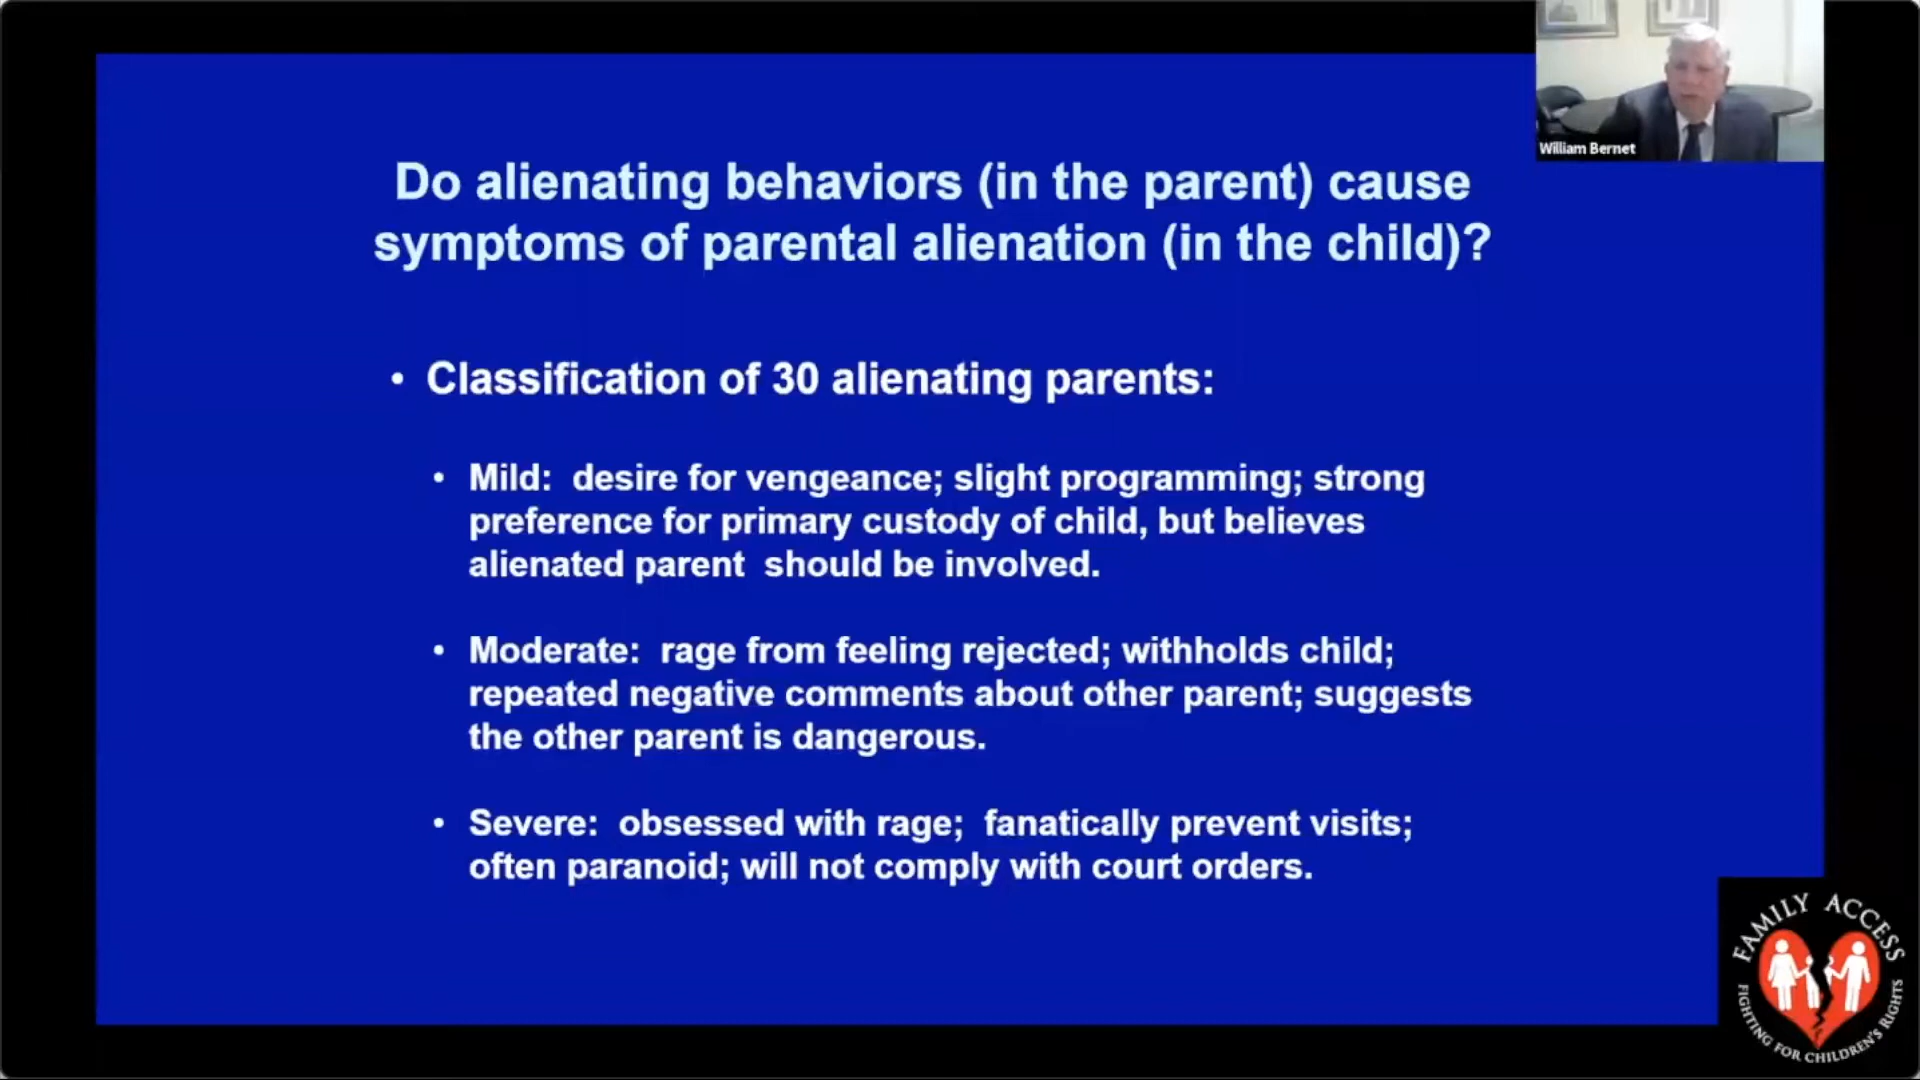 William Bernet
Do alienating behaviors (in the parent) cause
symptoms of parental alienation (in the child)?
• Classification of 30 alienating parents:
• Mild: desire for vengeance; slight programming; strong
preference for primary custody of child, but believes
alienated parent should be involved.
• Moderate: rage from feeling rejected; withholds child;
repeated negative comments about other parent; suggests
the other parent is dangerous.
• Severe: obsessed with rage; fanatically prevent visits;
often paranoid; will not comply with court orders.
FAMILY ACCESS
FIGHTING FOR CHILDREN'S RIGHTS